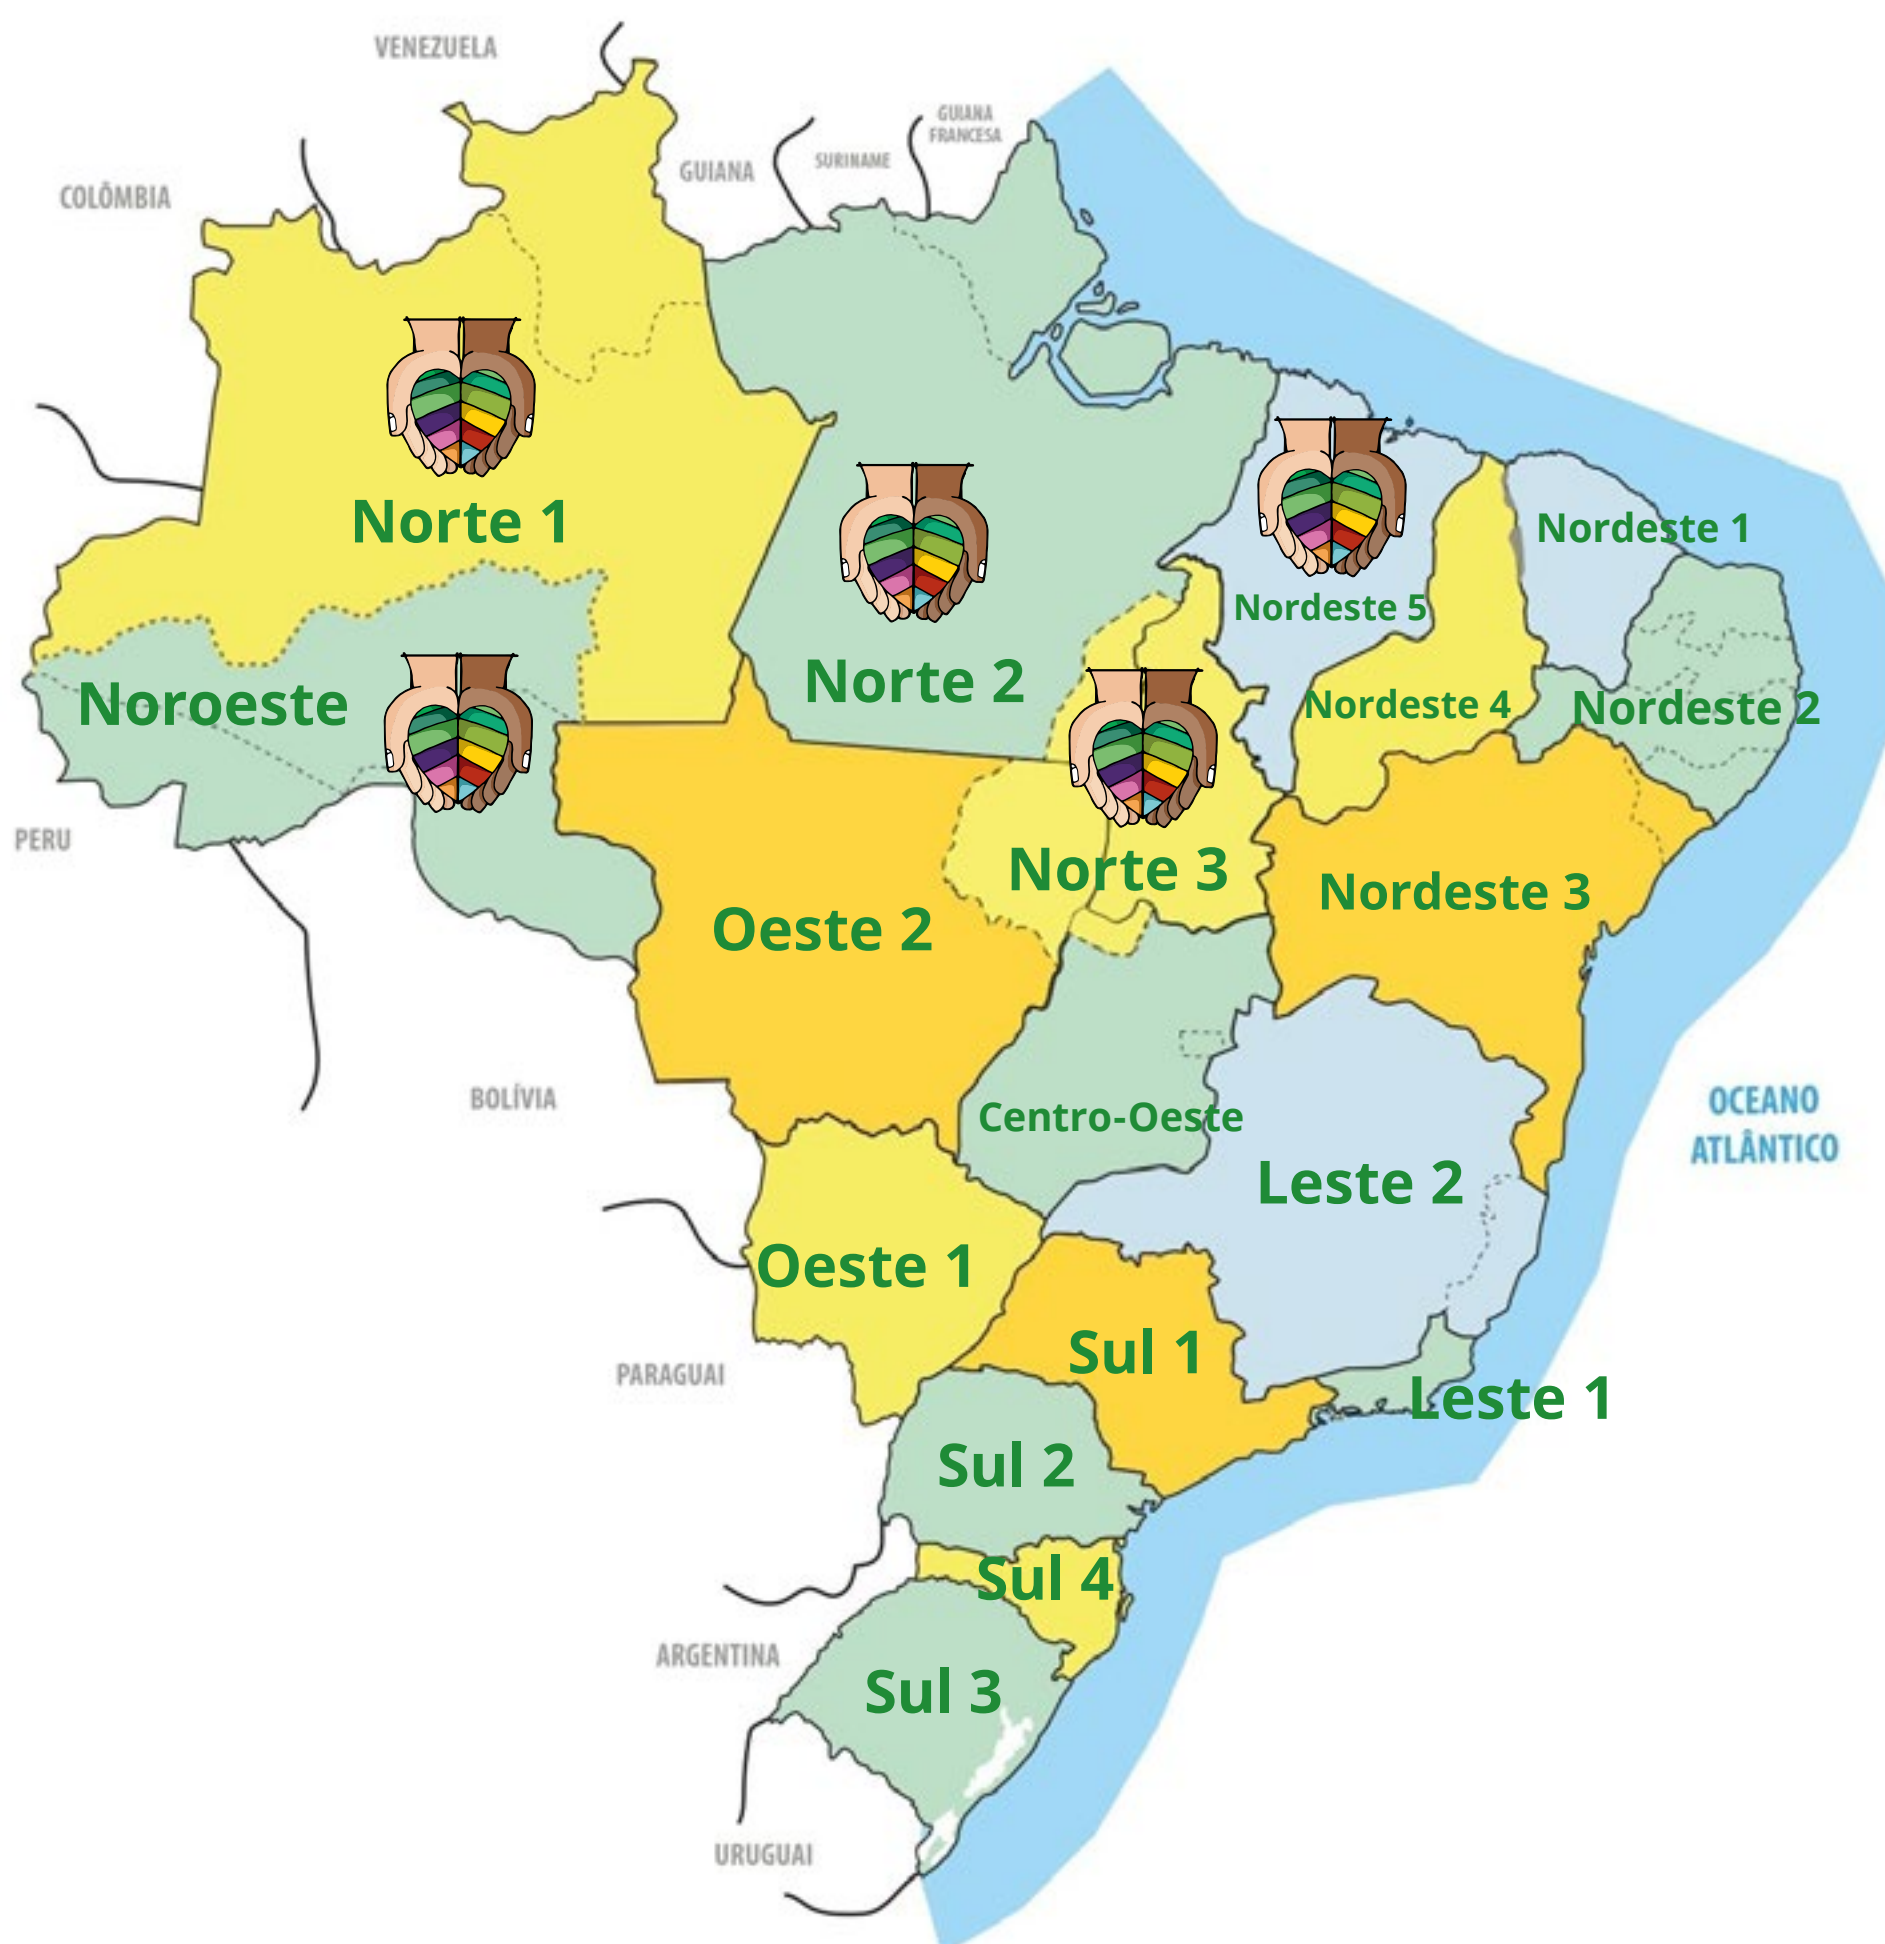 VENEZUELA
GUIANA
FRANCESA
SURINAME
GUIANA
COLÔMBIA
Norte 1
Nordeste 1
Nordeste 5
Norte 2
Noroeste
Nordeste 4
Nordeste 2
PERU
Norte 3
Nordeste 3
Oeste 2
BOLÍVIA
Centro-Oeste
OCEANO
ATLÂNTICO
Leste 2
Oeste 1
Sul 1
PARAGUAI
Leste 1
Sul 2
Sul 4
ARGENTINA
Sul 3
URUGUAI